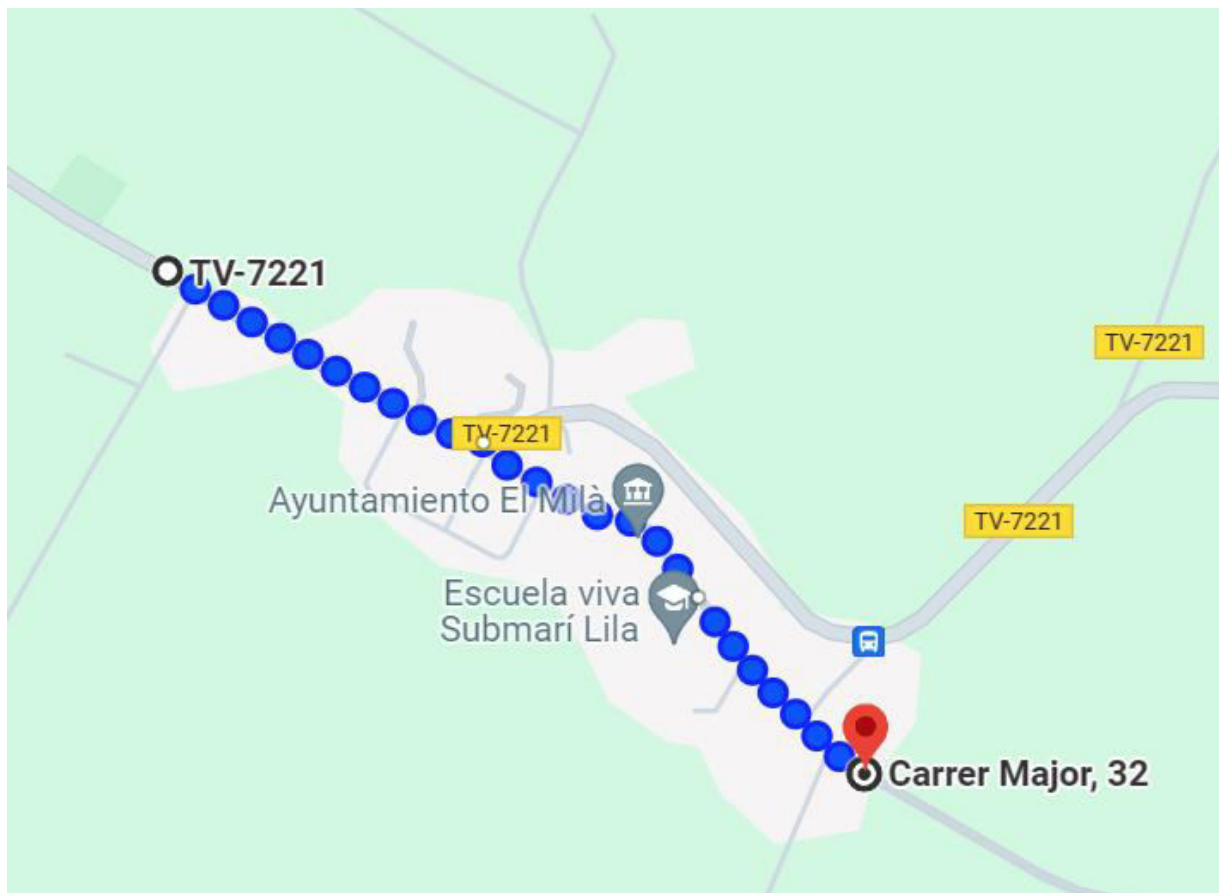 TV-7221
TV-7221
TV-7221
Ayuntamiento El Milà
TV-7221
Escuela viva
Submarí Lila
Carrer Major, 32